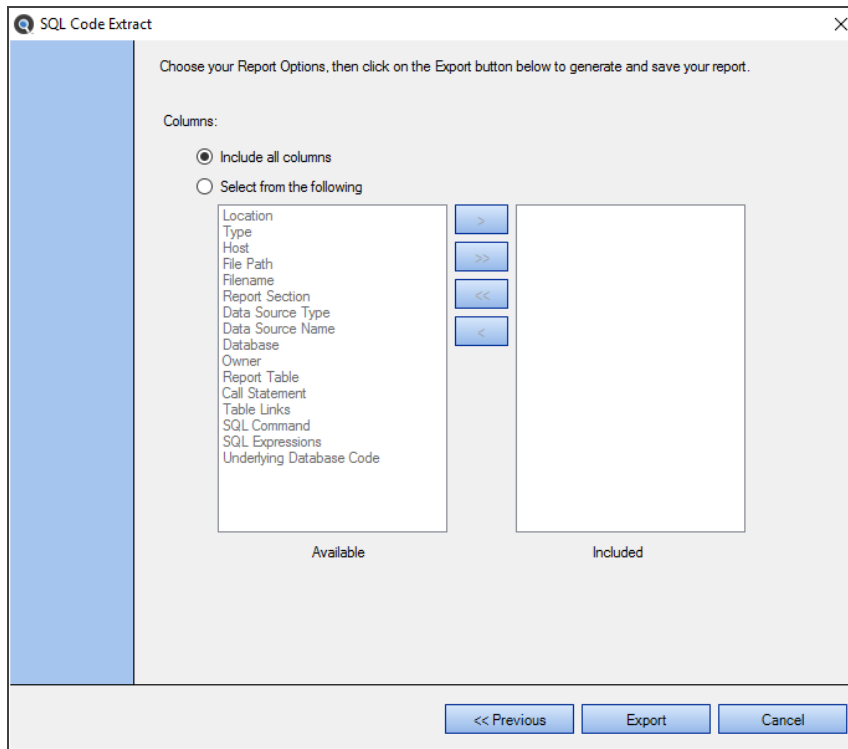 SQL Code Extract
Choose your Report Options, then click on the Export button below to generate and save your report.
Columns:
Include all columns
Select from the following
Location
Type
Host
File Path
Filename
Report Section
Data Source Type
Data Source Name
Database
Owner
Report Table
Call Statement
Table Links
SQL Command
SQL Expressions
Underlying Database Code
>
>>
<<
<
Available
Included
<< Previous
Export
Cancel